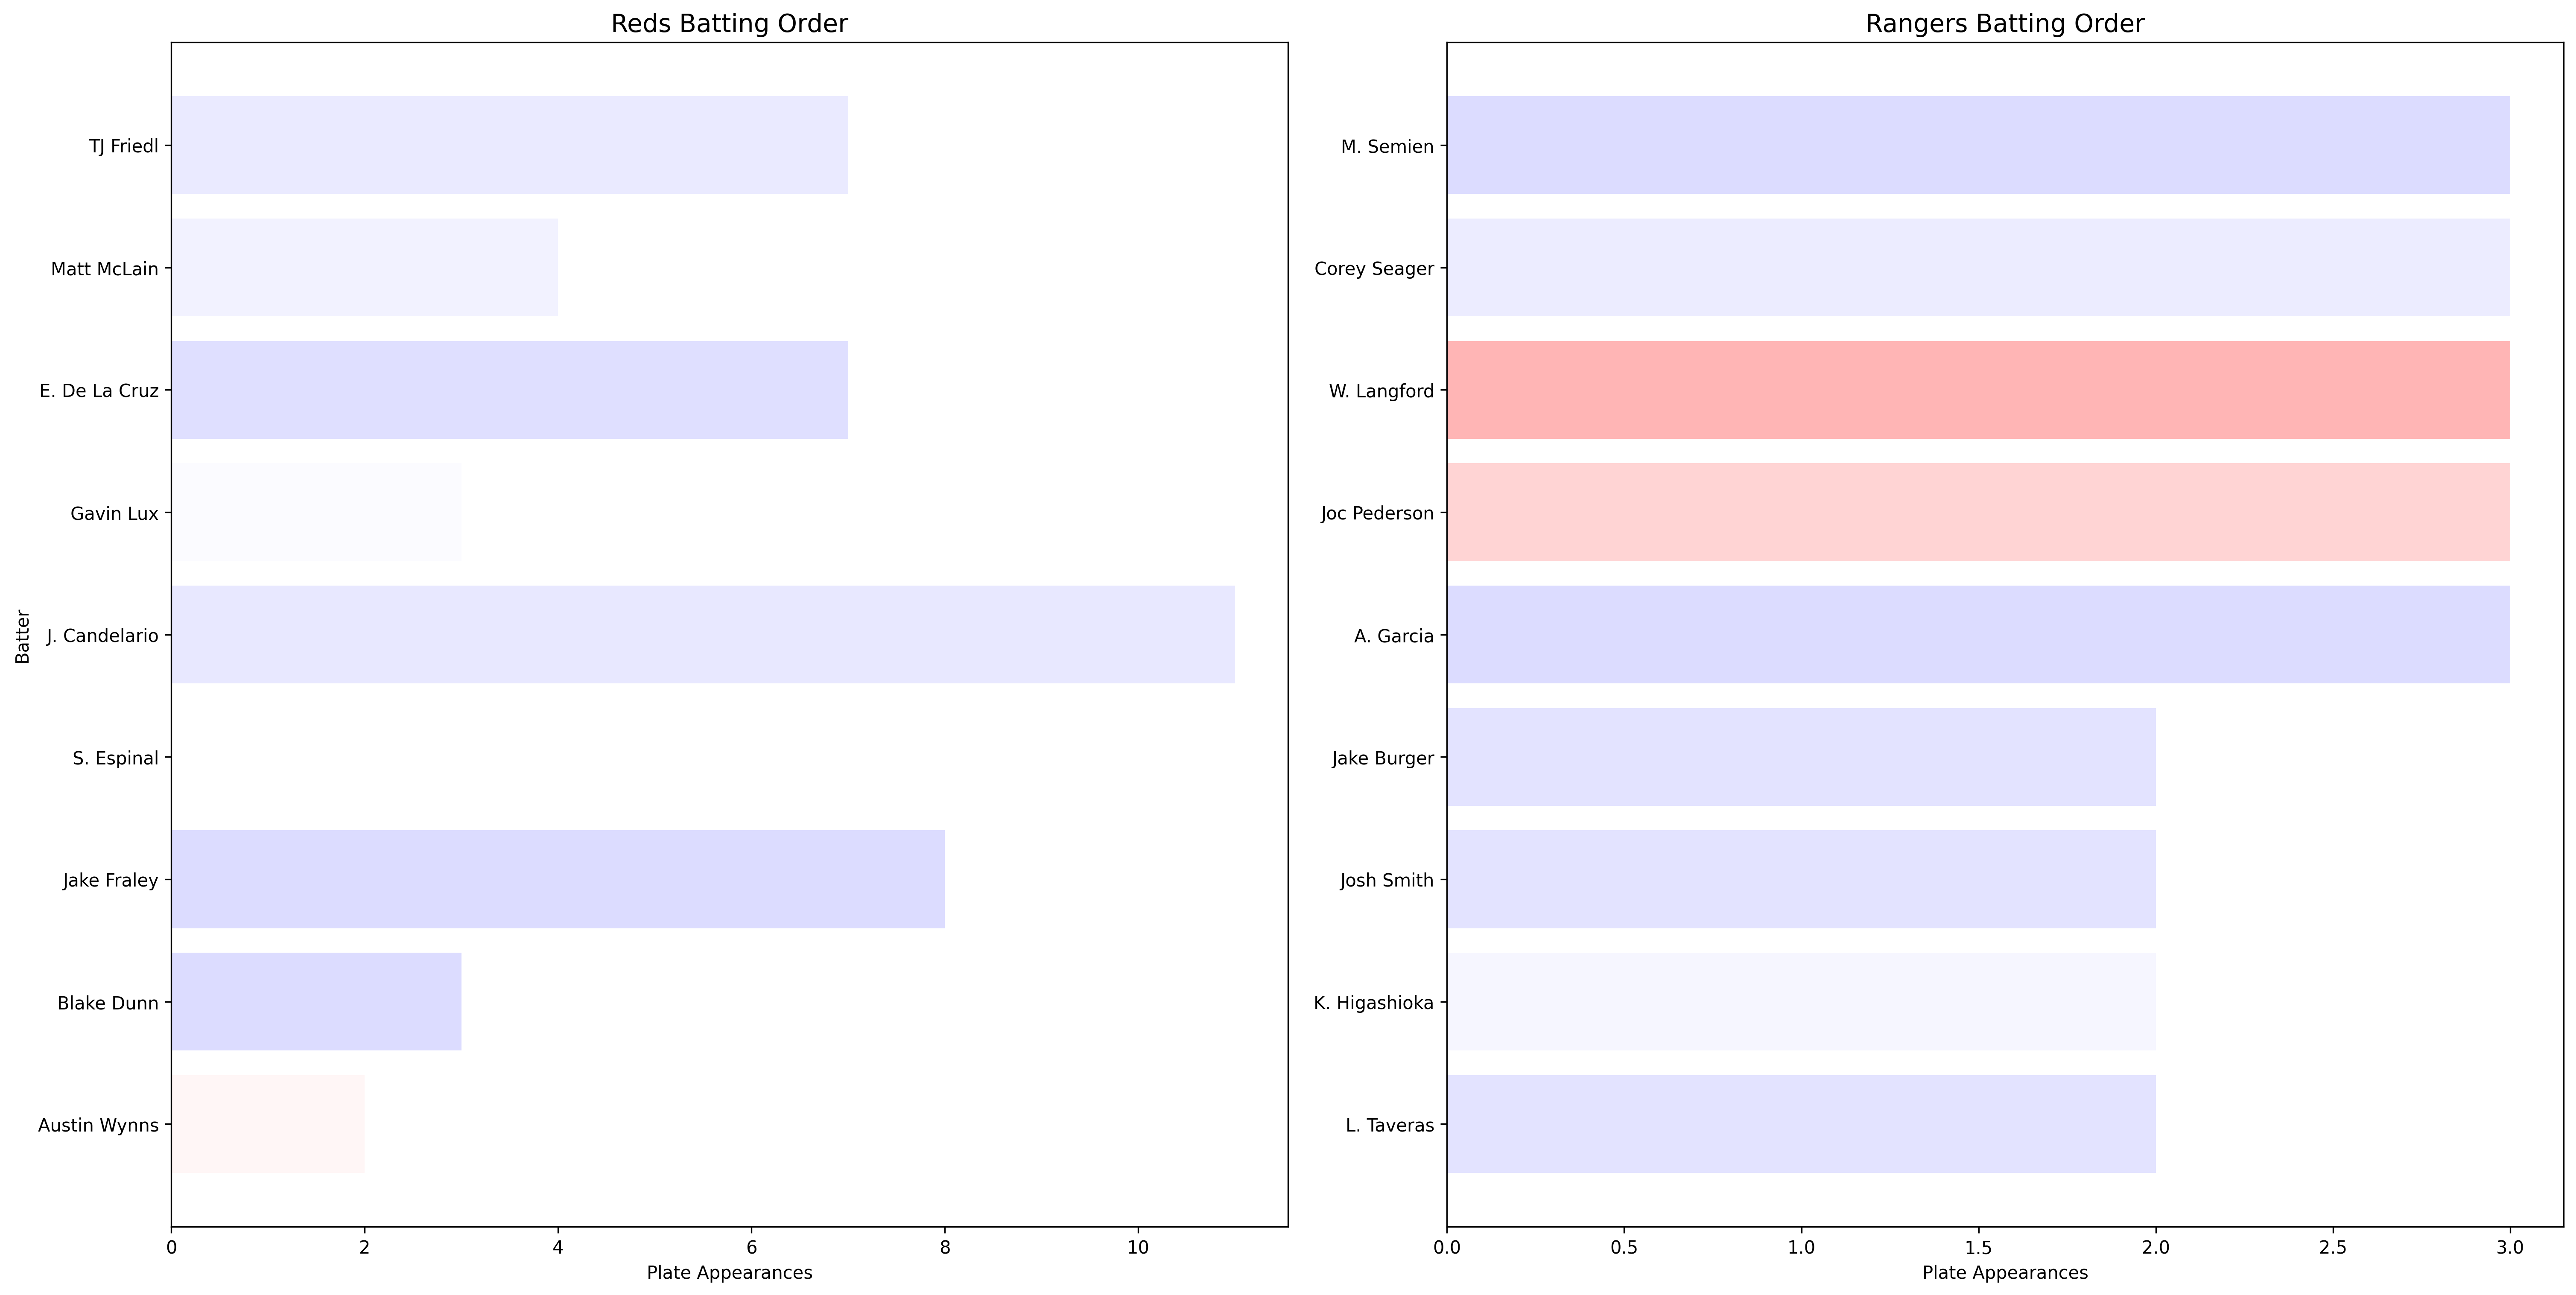 Reds Batting Order
Batter
TJ Friedl
Matt McLain
E. De La Cruz
Gavin Lux
J. Candelario
S. Espinal
Jake Fraley
Blake Dunn
Austin Wynns
0 2 4 6 8 10
Plate Appearances
Rangers Batting Order
M. Semien
Corey Seager
W. Langford
Joc Pederson
A. Garcia
Jake Burger
Josh Smith
K. Higashioka
L. Taveras
0.0 0.5 1.0 1.5 2.0 2.5 3.0
Plate Appearances